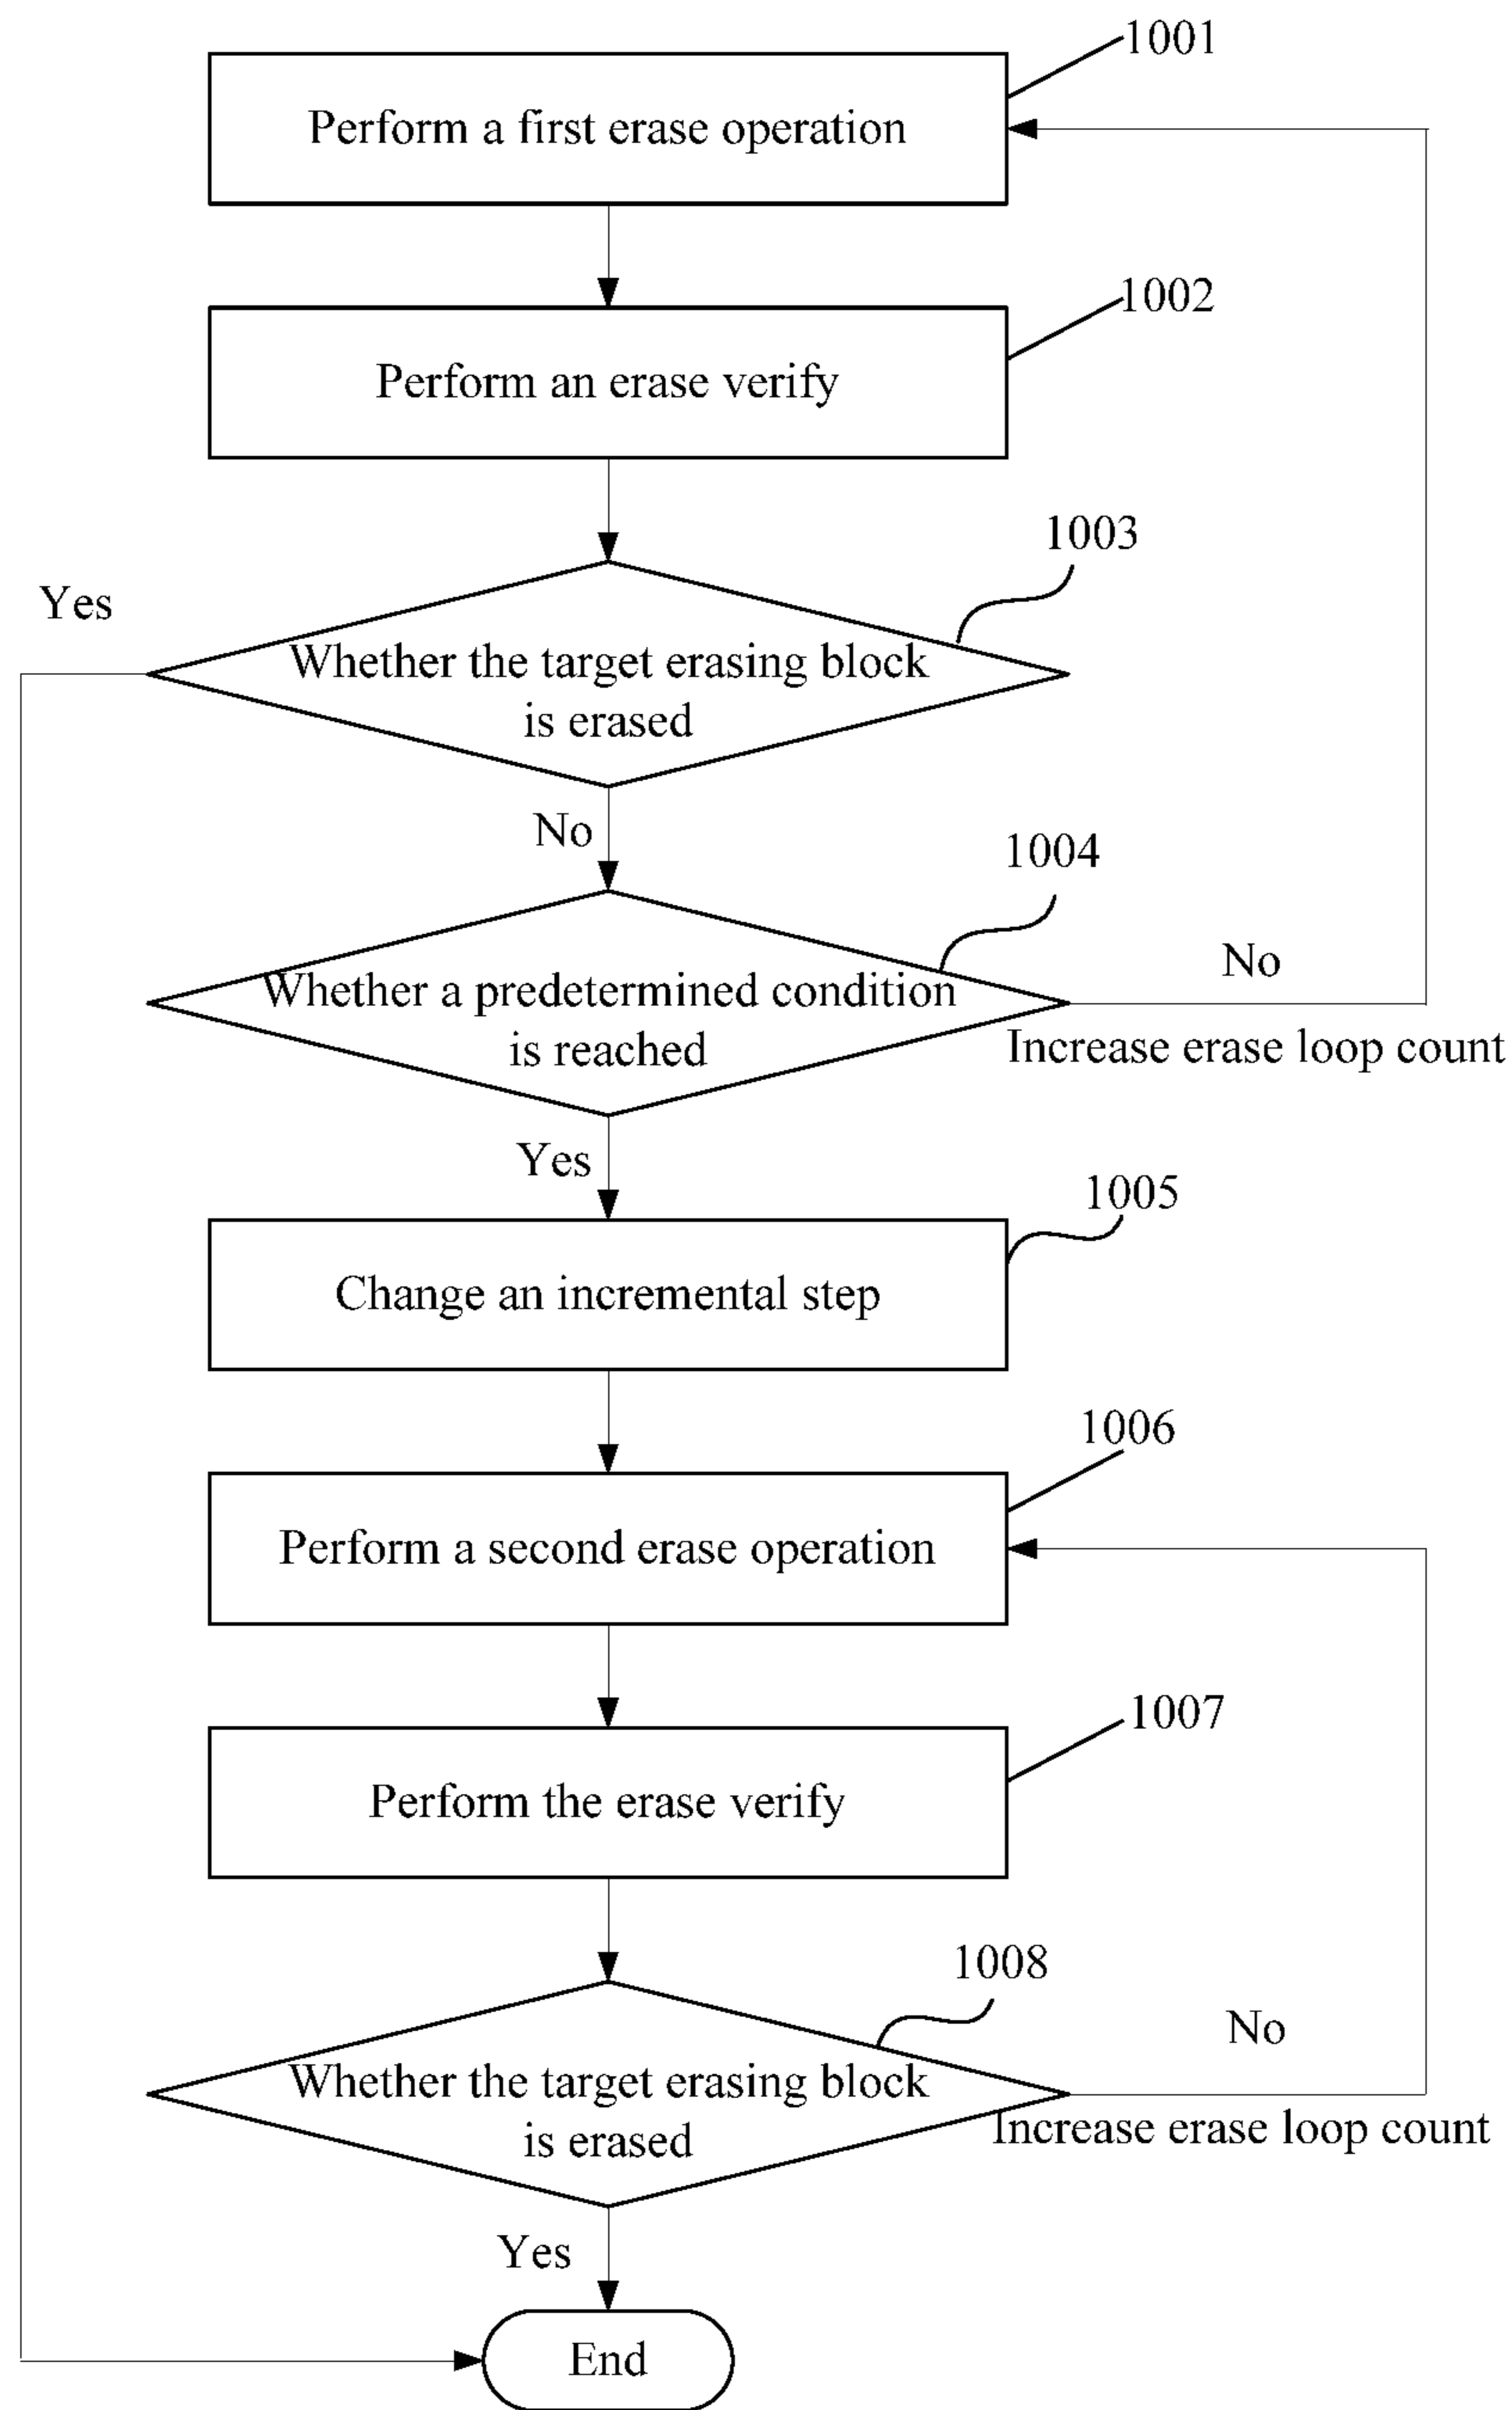 1001
Perform a first erase operation
1002
Perform an erase verify
1003
Yes
Whether the target erasing block
is erased
No
1004
Whether a predetermined condition
is reached
No
Increase erase loop count
Yes
1005
Change an incremental step
1006
Perform a second erase operation
1007
Perform the erase verify
1008
Whether the target erasing block
is erased
No
Increase erase loop count
Yes
End